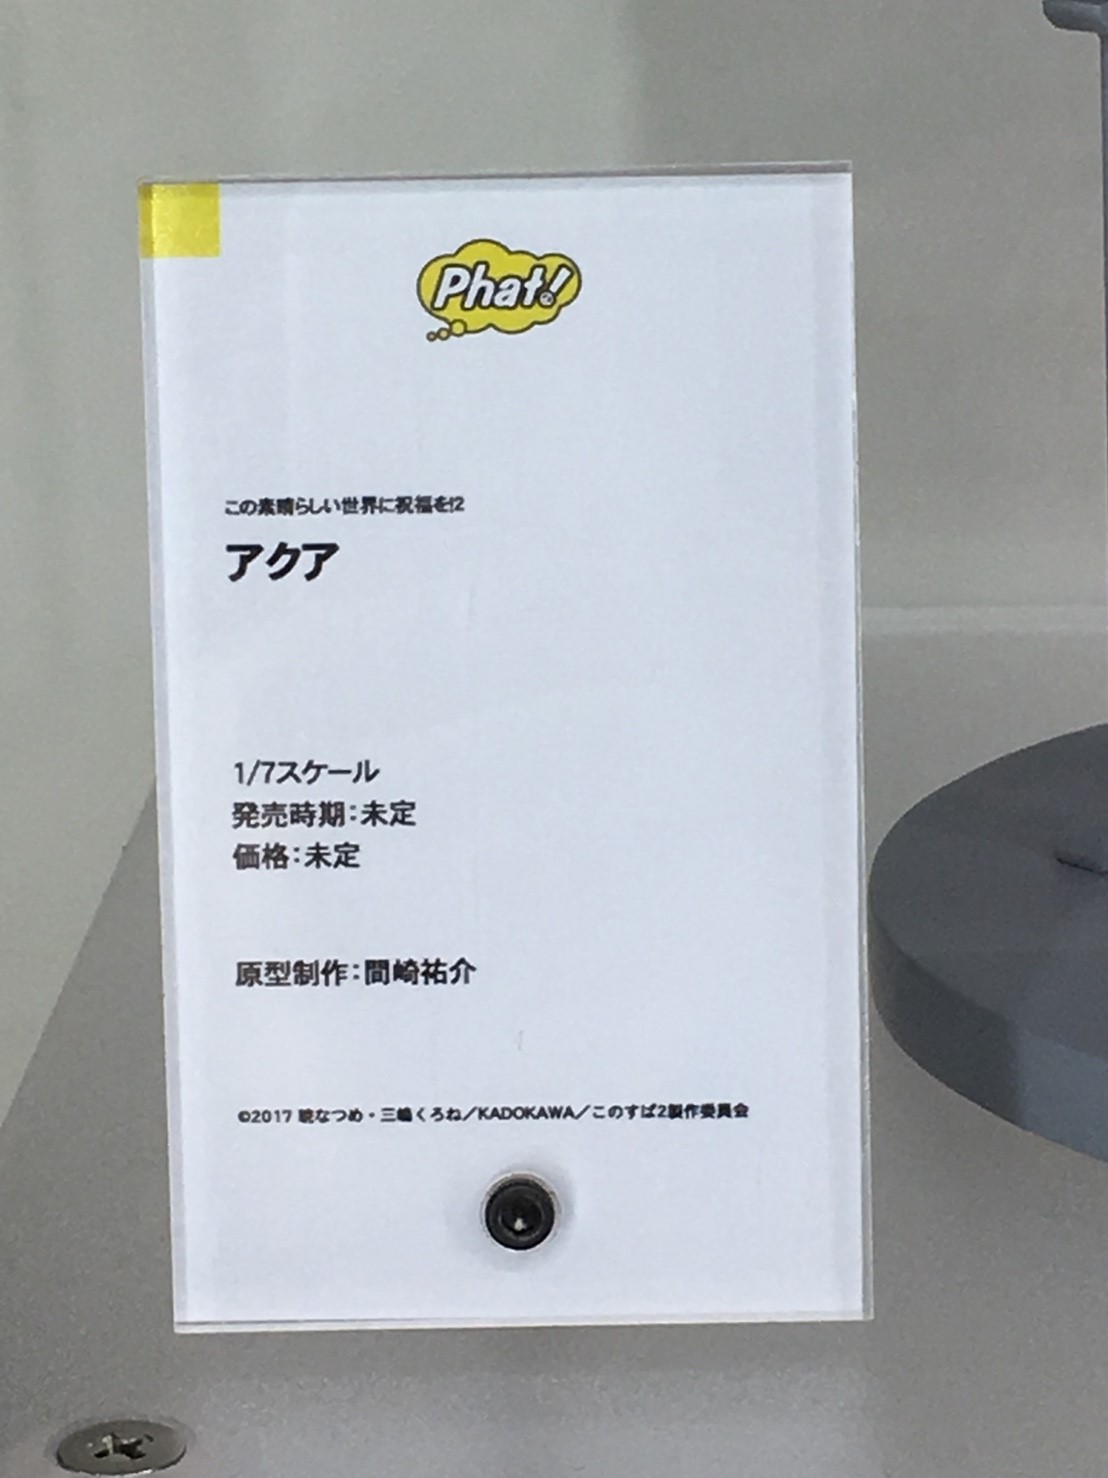 Phat!
この素晴らしい世界に祝福を!2
アクア
1/7スケール
発売時期：未定
価格：未定
原型制作：間崎祐介
©2017 暁なつめ・三嶋くろね／KADOKAWA／このすば2製作委員会